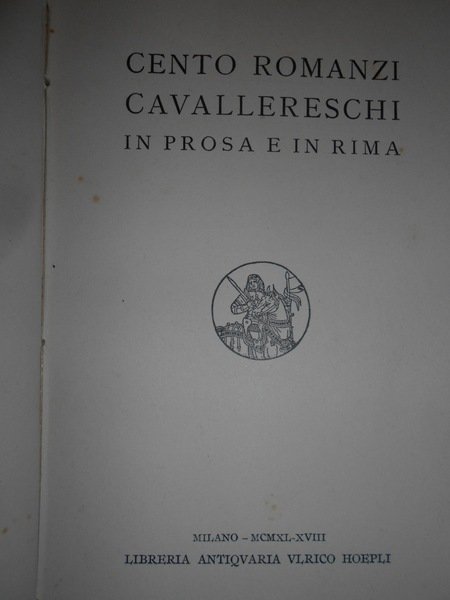 CENTO ROMANZI
CAVALLERESCHI
IN PROSA E IN RIMA
MILANO – MCMXL-XVIII
LIBRERIA ANTIQVARIA VLRICO HOEPLI